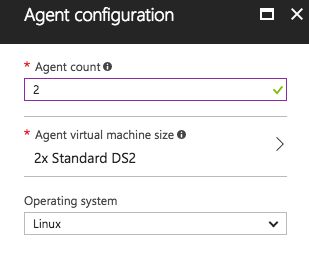 Agent configuration
* Agent count
2
* Agent virtual machine size
2x Standard DS2
Operating system
Linux